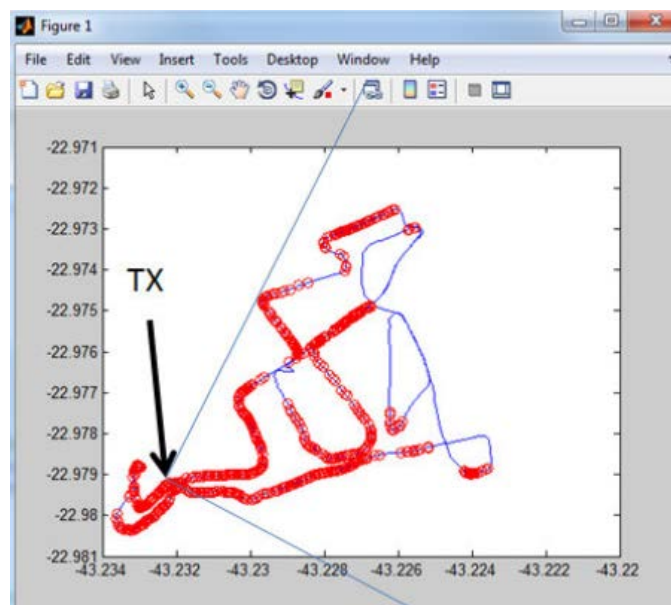 Figure 1
File Edit View Insert Tools Desktop Window Help
-22.971
-22.972
-22.973
-22.974
-22.975
-22.976
-22.977
-22.978
-22.979
-22.98
-22.981
TX
-43.234 -43.232 -43.23 -43.228 -43.226 -43.224 -43.222 -43.22